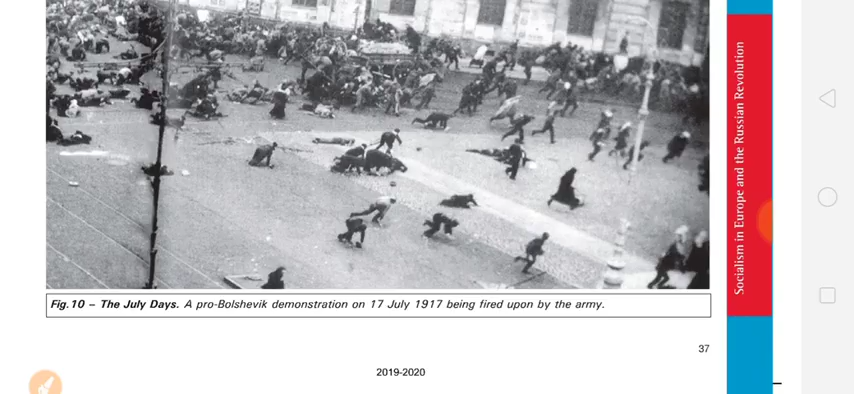 Socialism in Europe and the Russian Revolution
Fig.10 – The July Days. A pro-Bolshevik demonstration on 17 July 1917 being fired upon by the army.
37
2019-2020